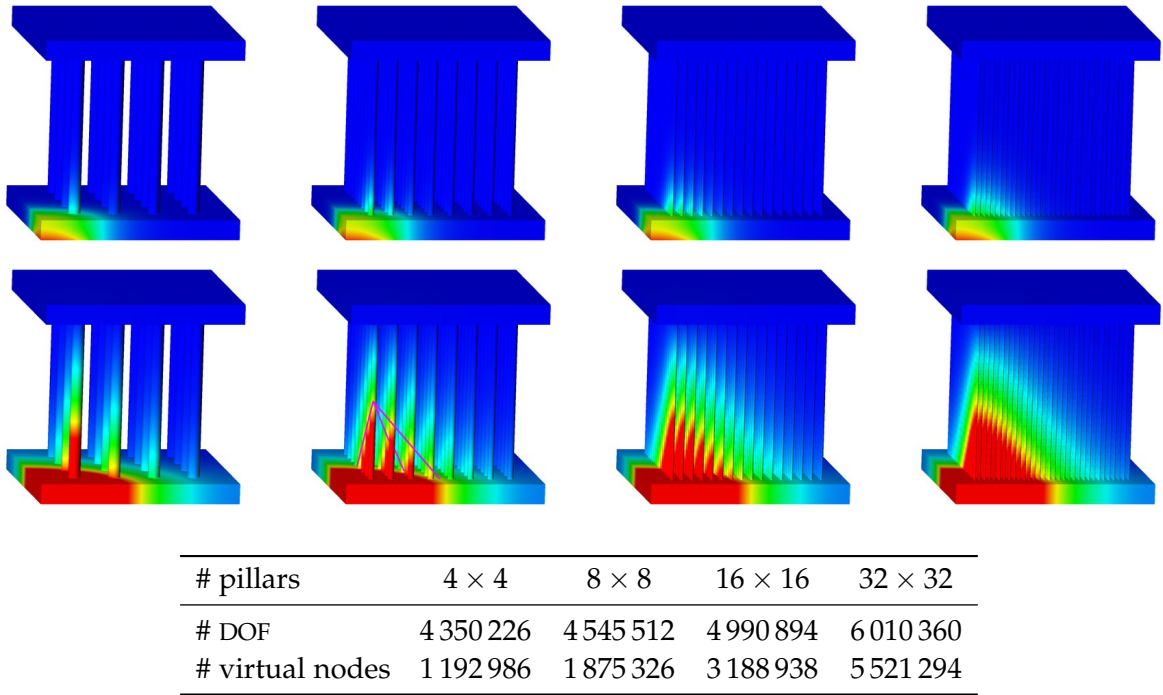 # pillars 4 × 4 8 × 8 16 × 16 32 × 32
# DOF 4 350 226 4 545 512 4 990 894 6 010 360
# virtual nodes 1 192 986 1 875 326 3 188 938 5 521 294